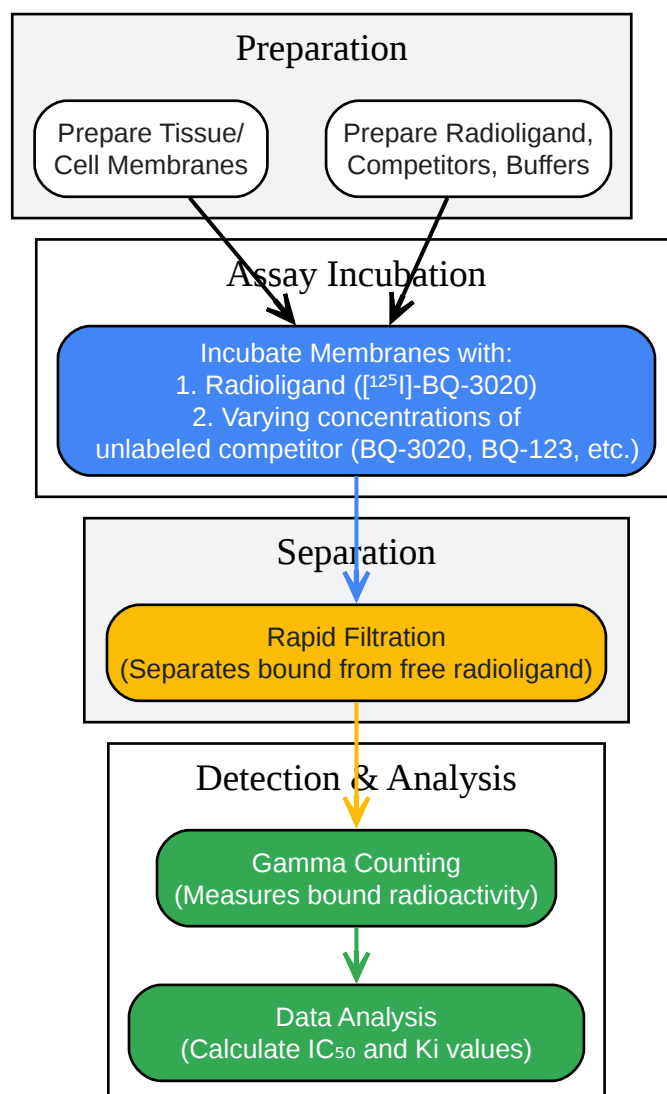 Preparation
Prepare Tissue/
Cell Membranes
Prepare Radioligand,
Competitors, Buffers
Assay Incubation
Incubate Membranes with:
1. Radioligand ([¹²⁵I]-BQ-3020)
2. Varying concentrations of
unlabeled competitor (BQ-3020, BQ-123, etc.)
Separation
Rapid Filtration
(Separates bound from free radioligand)
Detection & Analysis
Gamma Counting
(Measures bound radioactivity)
Data Analysis
(Calculate IC₅₀ and Ki values)